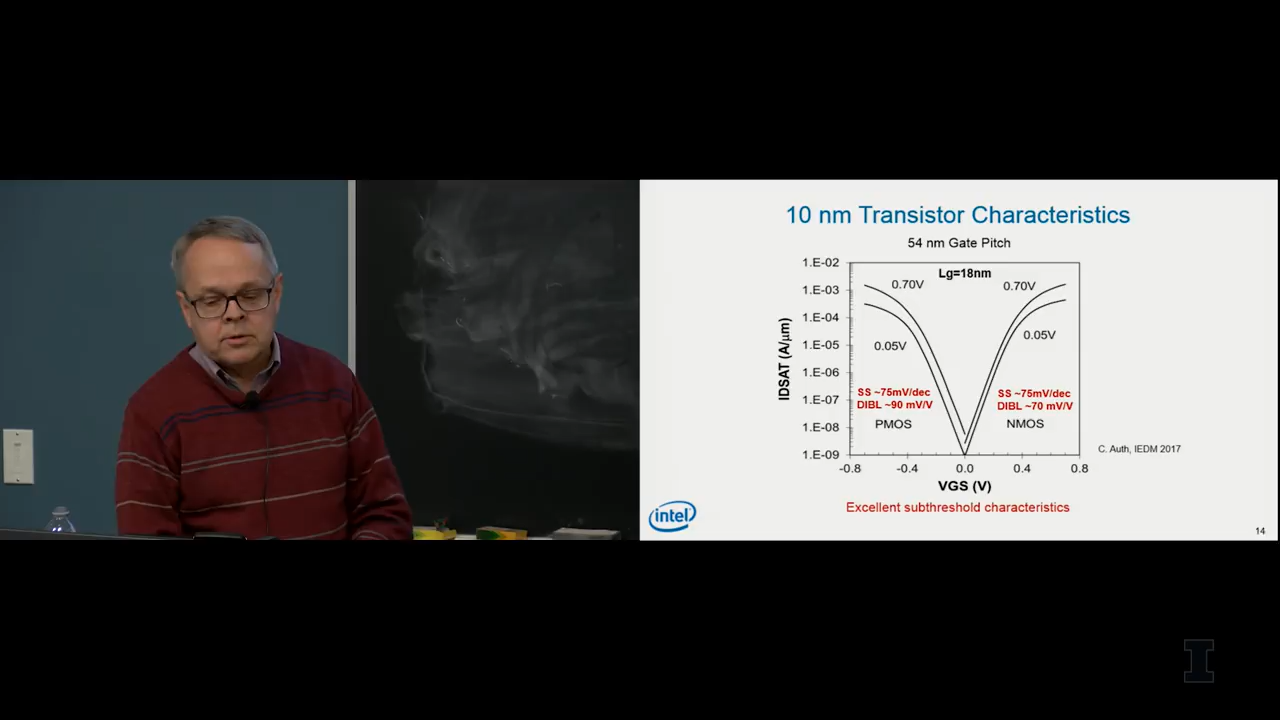 10 nm Transistor Characteristics
54 nm Gate Pitch
Lg=18nm
1.E-02
1.E-03
1.E-04
1.E-05
1.E-06
1.E-07
1.E-08
1.E-09
IDSAT (A/µm)
0.70V
0.70V
0.05V
0.05V
SS ~75mV/dec
DIBL ~90 mV/V
PMOS
SS ~75mV/dec
DIBL ~70 mV/V
NMOS
-0.8
-0.4
0.0
0.4
0.8
VGS (V)
C. Auth, IEDM 2017
Excellent subthreshold characteristics
intel
14
I